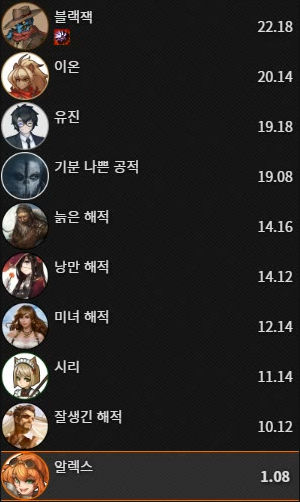 블랙잭
22.18
이온
20.14
유진
19.18
기분 나쁜 공적
19.08
늙은 해적
14.16
낭만 해적
14.12
미녀 해적
12.14
시리
11.14
잘생긴 해적
10.12
알렉스
1.08